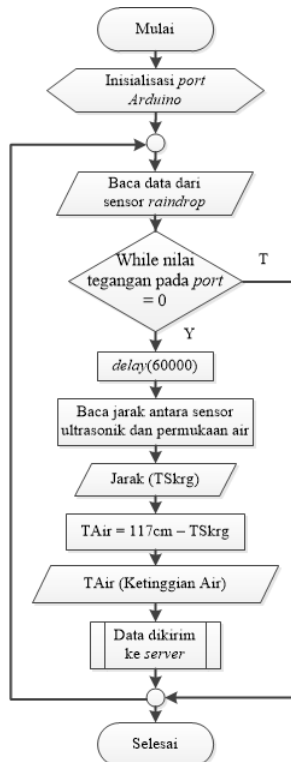 Mulai
Inisialisasi port
Arduino
Baca data dari
sensor raindrop
While nilai
tegangan pada port
= 0
T
Y
delay(60000)
Baca jarak antara sensor
ultrasonik dan permukaan air
Jarak (TSkrg)
TAir = 117cm – TSkrg
TAir (Ketinggian Air)
Data dikirim
ke server
Selesai